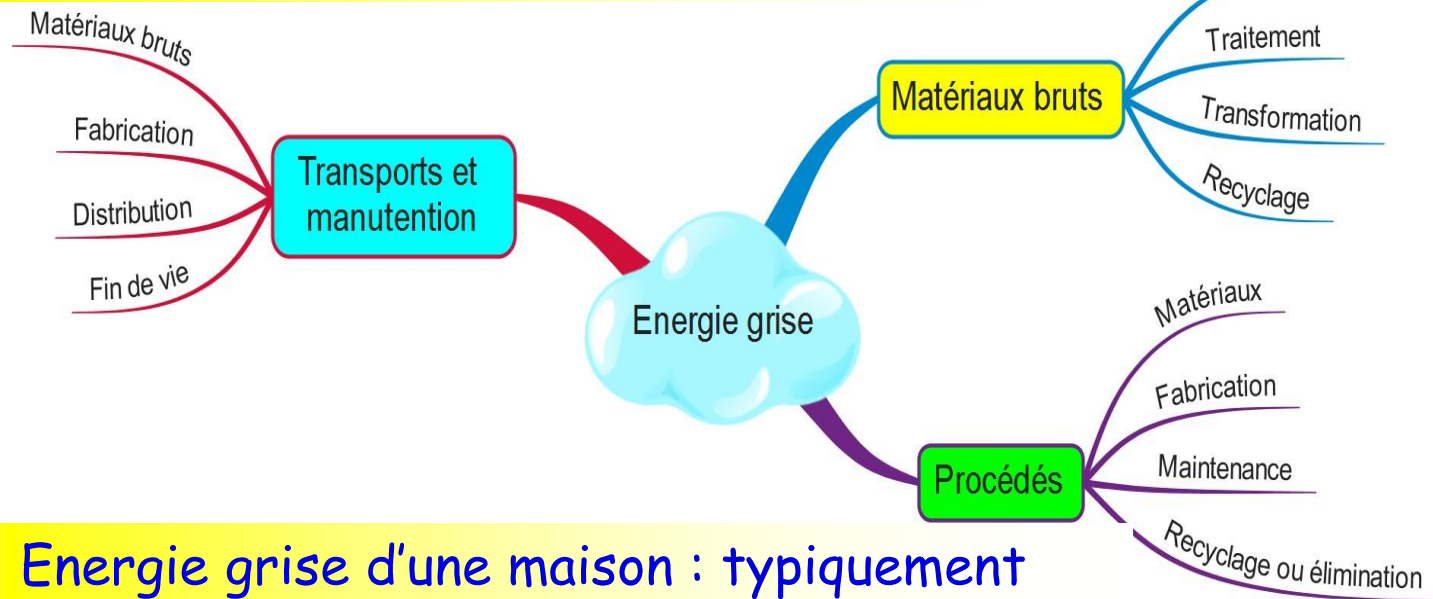 Matériaux bruts
Fabrication
Distribution
Fin de vie
Transports et
manutention
Energie grise
Matériaux bruts
Traitement
Transformation
Recyclage
Procédés
Matériaux
Fabrication
Maintenance
Recyclage ou élimination
Energie grise d'une maison : typiquement